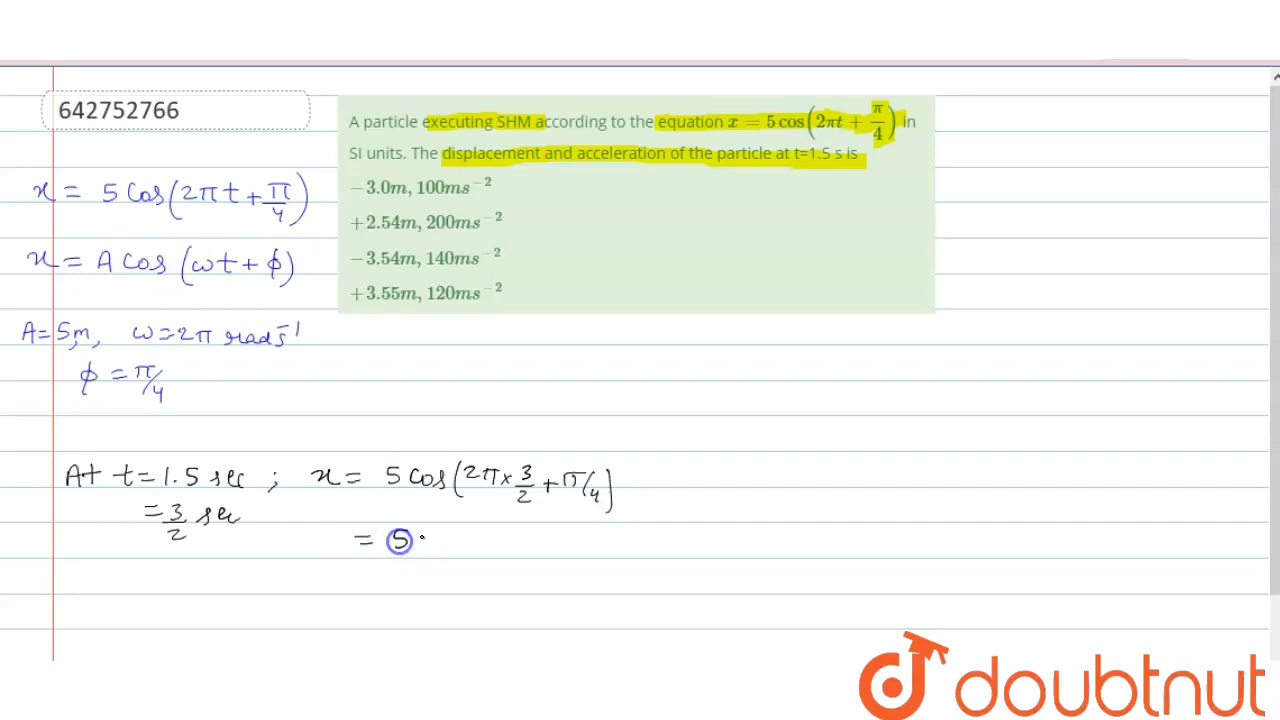 642752766
A particle executing SHM according to the equation x = 5 cos(2πt + π/4) in
SI units. The displacement and acceleration of the particle at t=1.5 s is
−3.0m, 100ms⁻²
+2.54m, 200ms⁻²
−3.54m, 140ms⁻²
+3.55m, 120ms⁻²
x = 5 Cos(2πt + π/4)
x = A Cos (ωt + ϕ)
A = 5m, ω = 2π rad s⁻¹
ϕ = π/4
At t = 1.5 sec ; x = 5 Cos(2π × 3/2 + π/4)
= 3/2 sec
= 5
doubtnut